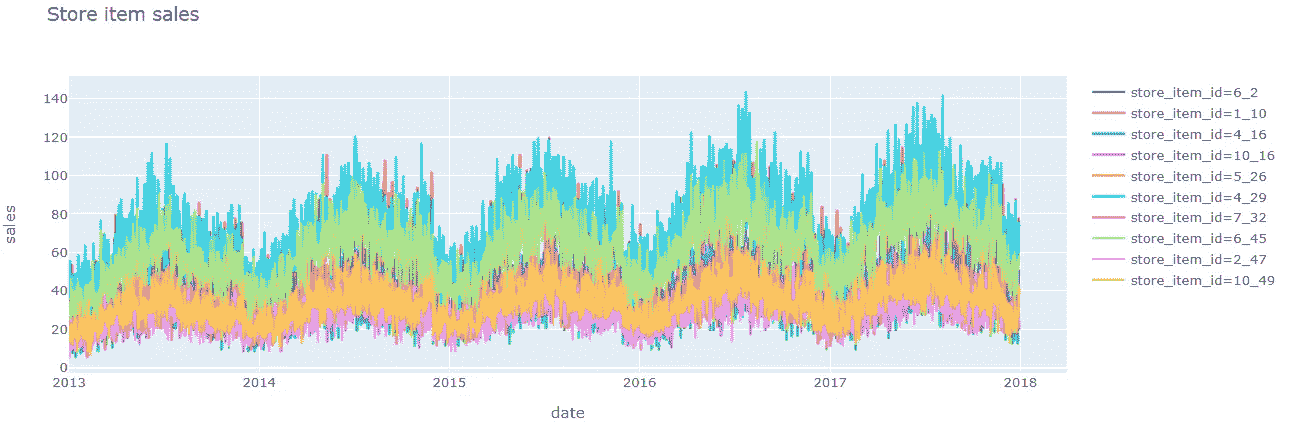 Store item sales
sales
140
120
100
80
60
40
20
0
2013
2014
2015
2016
2017
2018
date
store_item_id=6_2
store_item_id=1_10
store_item_id=4_16
store_item_id=10_16
store_item_id=5_26
store_item_id=4_29
store_item_id=7_32
store_item_id=6_45
store_item_id=2_47
store_item_id=10_49